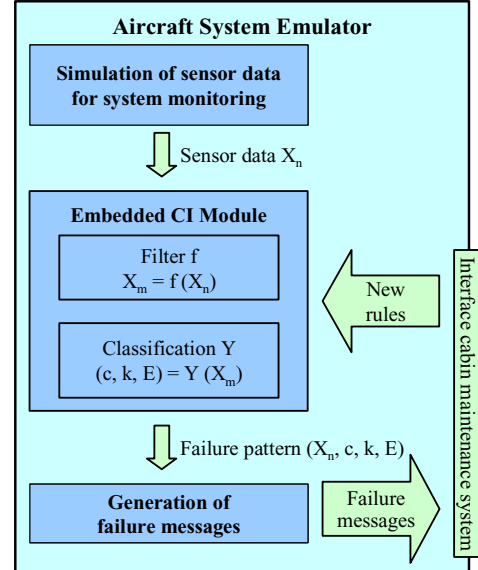 Aircraft System Emulator
Simulation of sensor data
for system monitoring
Sensor data Xn
Embedded CI Module
Filter f
Xm = f (Xn)
Classification Y
(c, k, E) = Y (Xm)
New
rules
Interface cabin maintenance system
Failure pattern (Xn, c, k, E)
Generation of
failure messages
Failure
messages